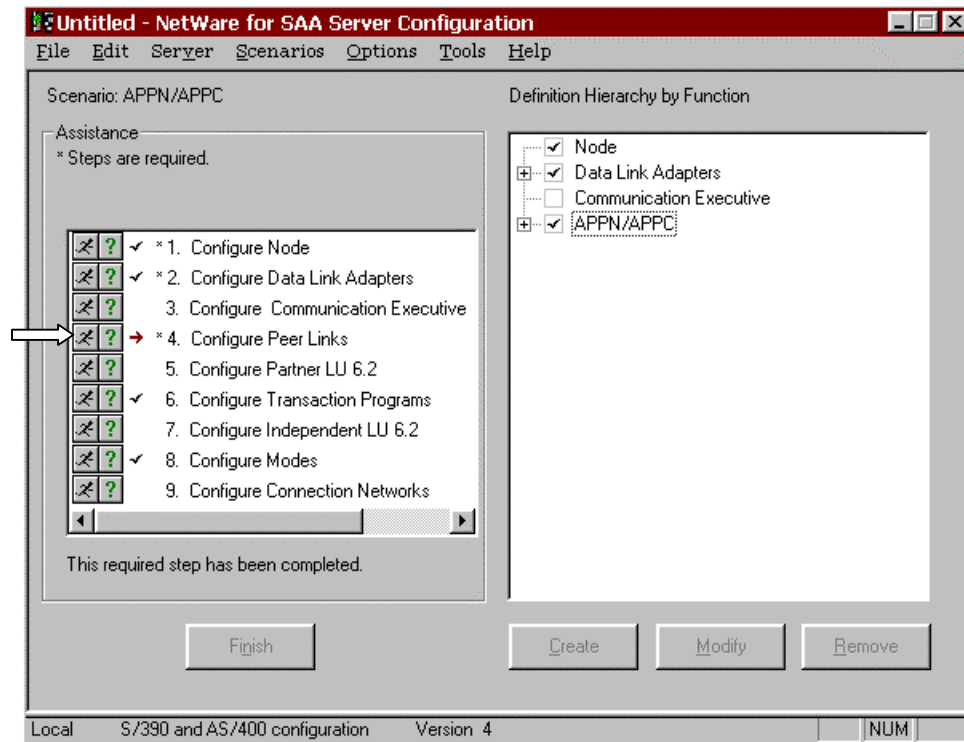 Untitled - NetWare for SAA Server Configuration
File Edit Server Scenarios Options Tools Help
Scenario: APPN/APPC
Assistance
* Steps are required.
? ✓ * 1. Configure Node
? ✓ * 2. Configure Data Link Adapters
? 3. Configure Communication Executive
? → * 4. Configure Peer Links
? 5. Configure Partner LU 6.2
? ✓ 6. Configure Transaction Programs
? 7. Configure Independent LU 6.2
? ✓ 8. Configure Modes
? 9. Configure Connection Networks
This required step has been completed.
Finish
Definition Hierarchy by Function
Node
Data Link Adapters
Communication Executive
APPN/APPC
Create Modify Remove
Local S/390 and AS/400 configuration Version 4 NUM